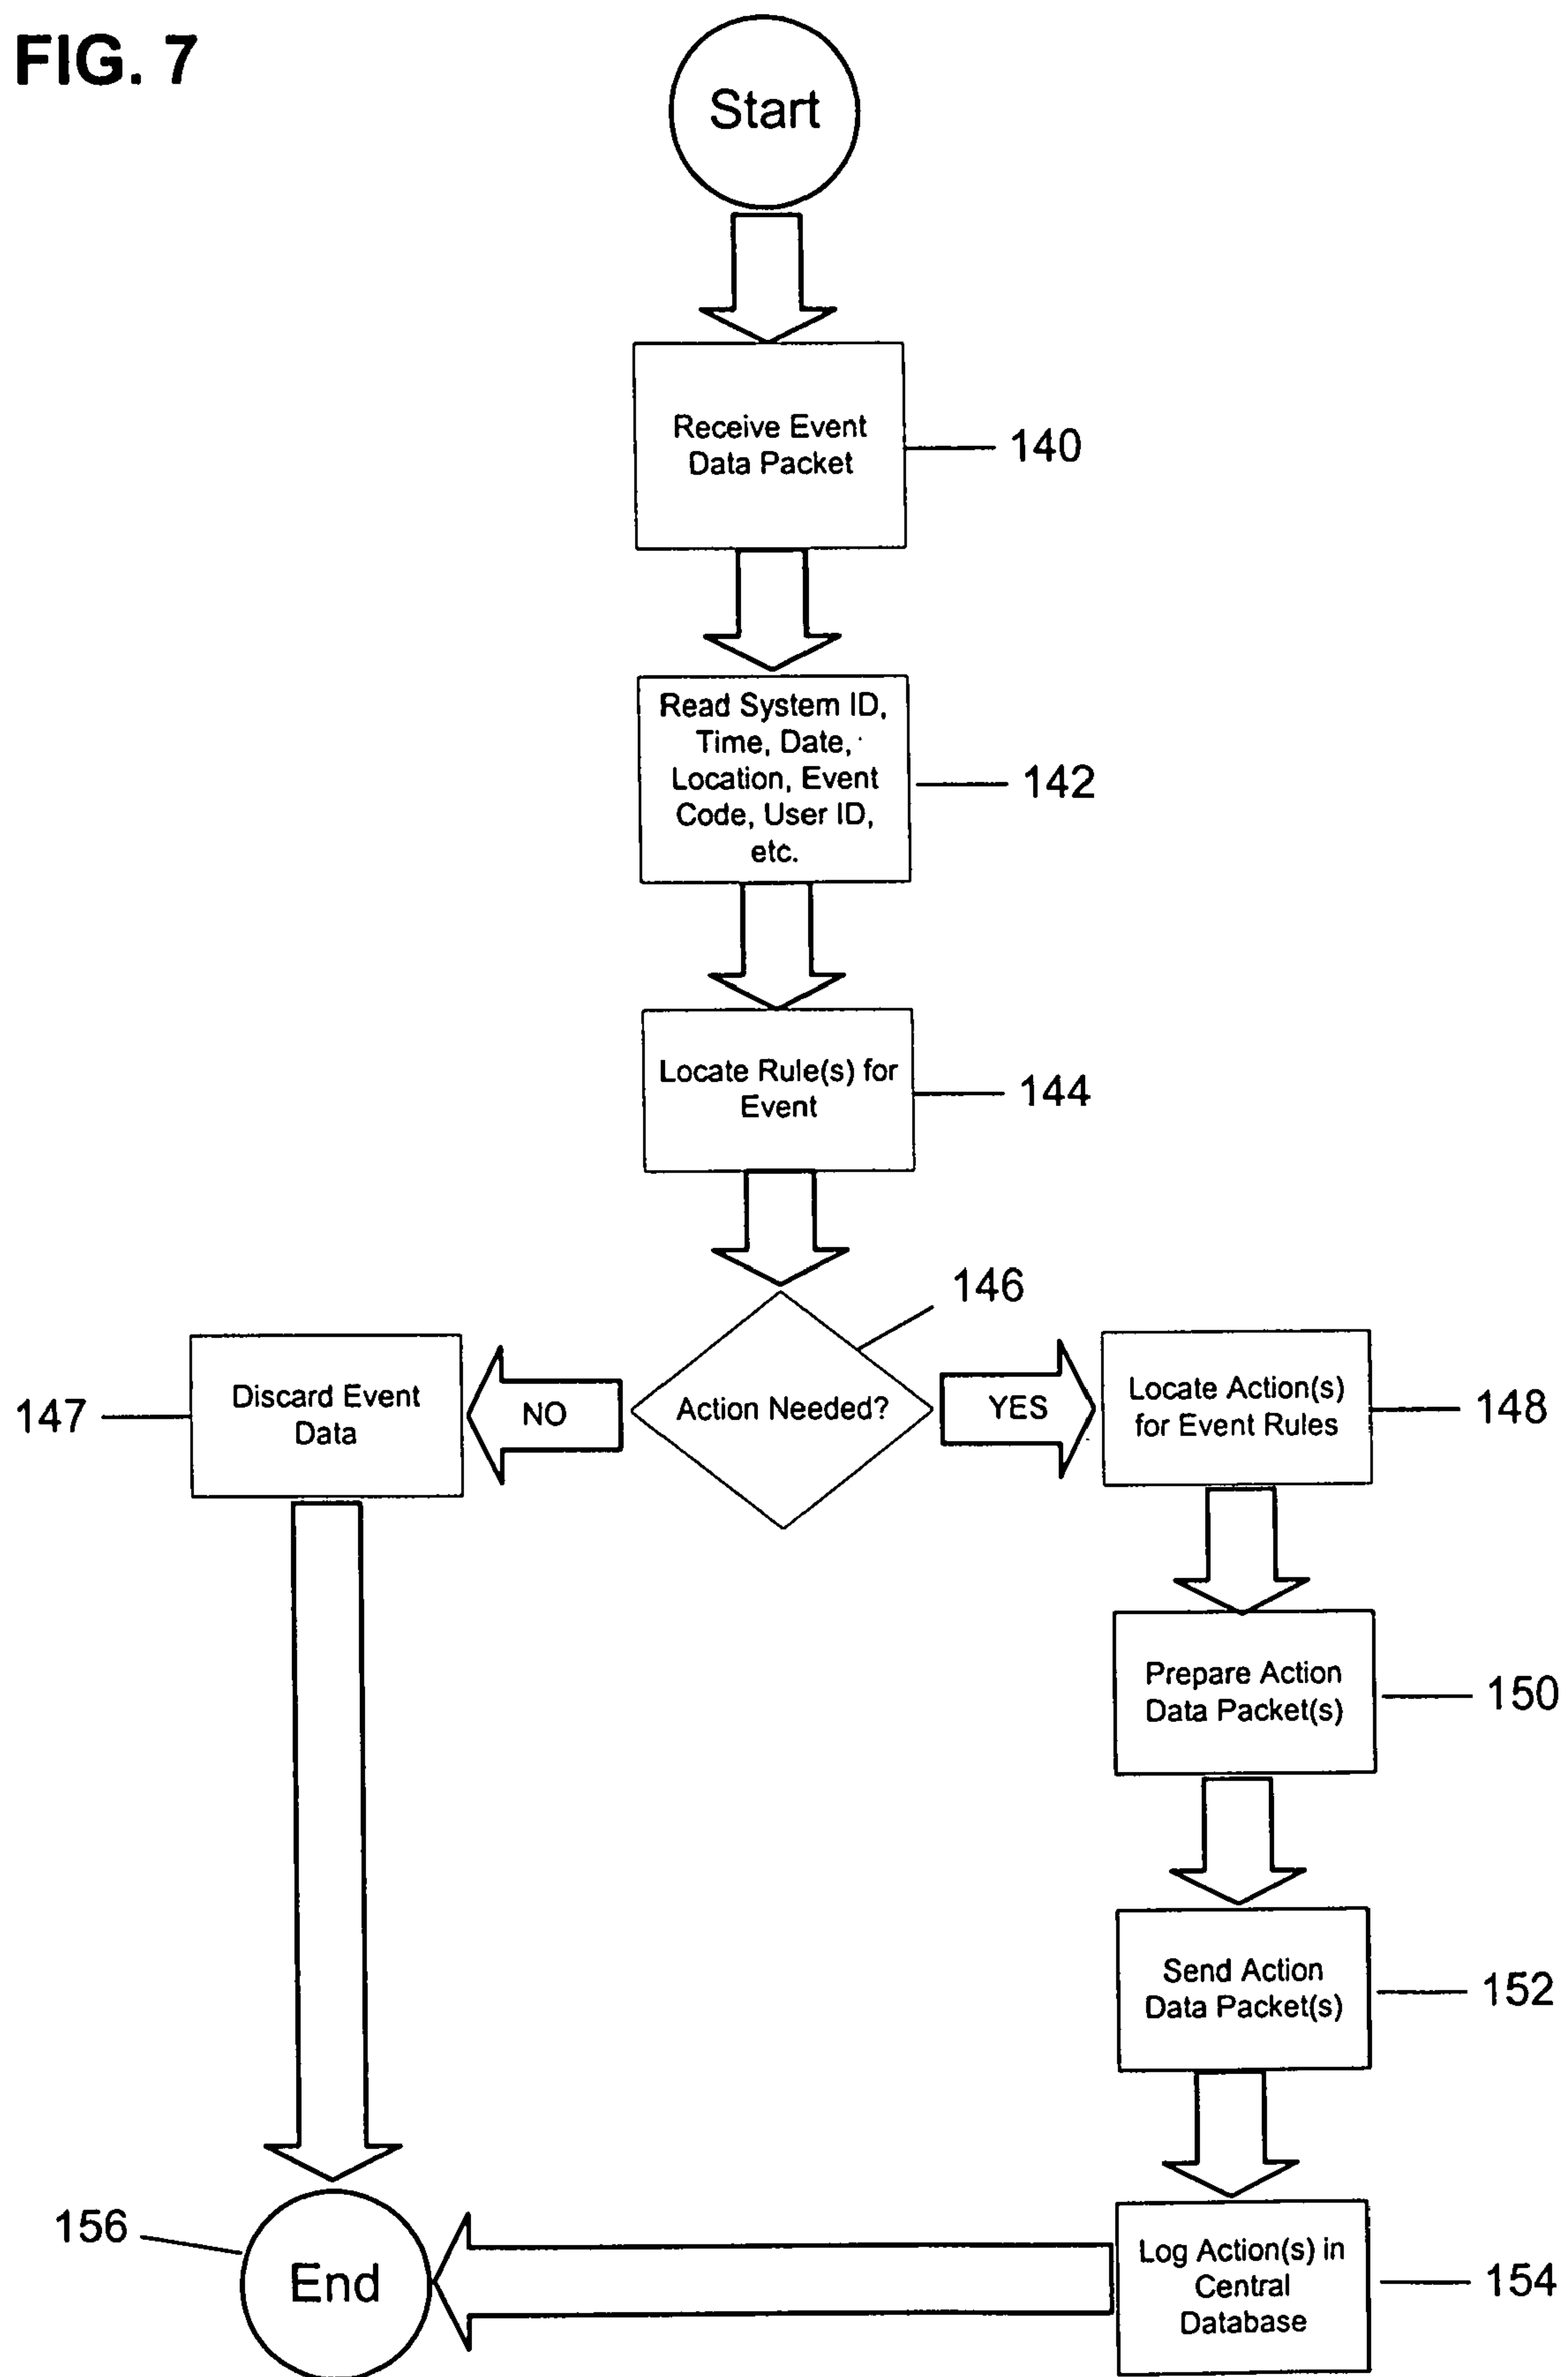 FIG. 7
Start
Receive Event
Data Packet
140
Read System ID,
Time, Date,
Location, Event
Code, User ID,
etc.
142
Locate Rule(s) for
Event
144
146
Discard Event
Data
147
NO
Action Needed?
YES
Locate Action(s)
for Event Rules
148
Prepare Action
Data Packet(s)
150
Send Action
Data Packet(s)
152
156
End
Log Action(s) in
Central
Database
154